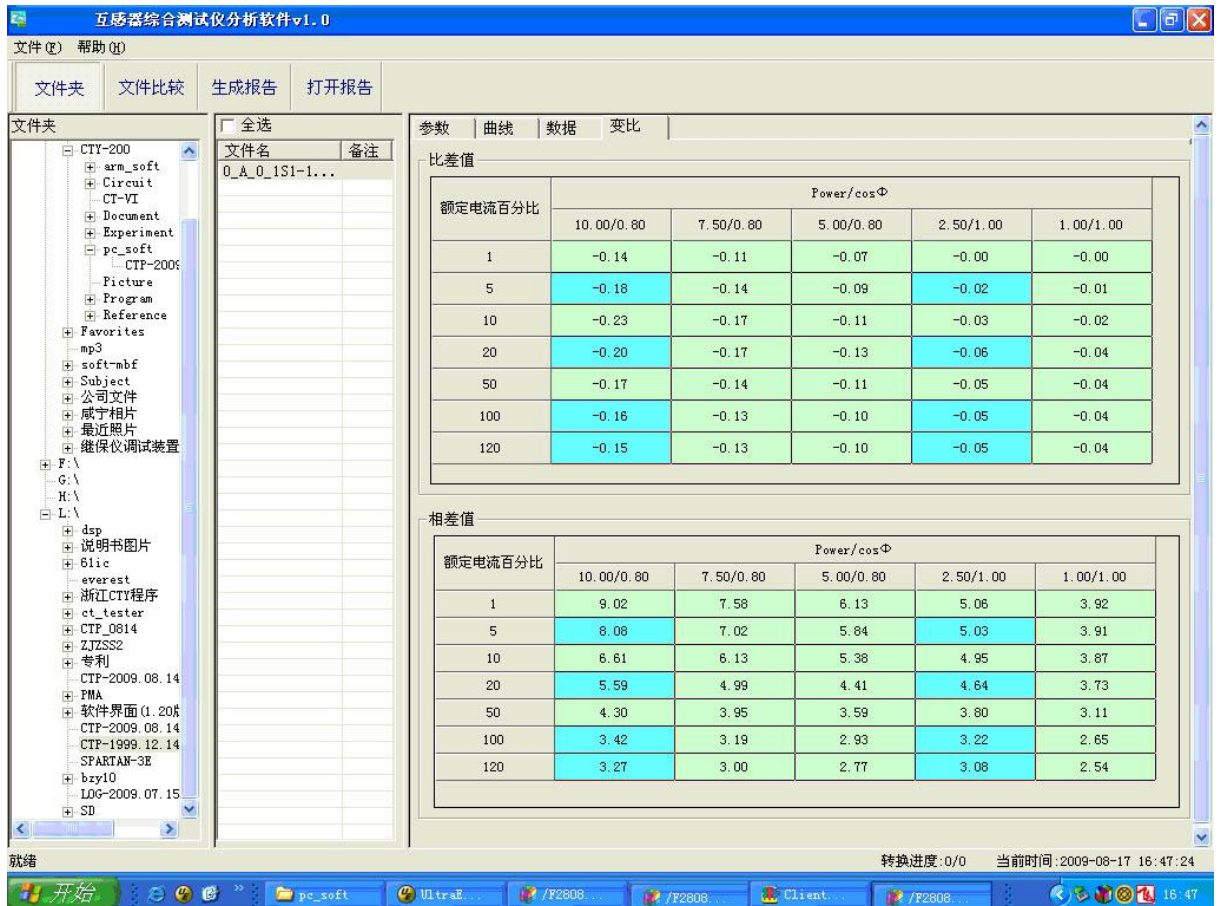 互感器综合测试仪分析软件v1.0
文件(F) 帮助(H)
文件夹 文件比较 生成报告 打开报告
文件夹
CTY-200
arm_soft
Circuit
CT-VI
Document
Experiment
pc_soft
CTP-2009
Picture
Program
Reference
Favorites
mp3
soft-mbf
Subject
公司文件
咸宁相片
最近照片
继保仪调试装置
F:\
G:\
H:\
L:\
dsp
说明书图片
61ic
everest
浙江CTY程序
ct_tester
CTP_0814
ZJZSS2
专利
CTP-2009.08.14
PMA
软件界面(1.20版
CTP-2009.08.14
CTP-1999.12.14
SPARTAN-3E
bzy10
LOG-2009.07.15
SD
全选
文件名 备注
0_A_0_1S1-1...
参数 曲线 数据 变比
比差值
额定电流百分比 Power/cosΦ
10.00/0.80 7.50/0.80 5.00/0.80 2.50/1.00 1.00/1.00
1 -0.14 -0.11 -0.07 -0.00 -0.00
5 -0.18 -0.14 -0.09 -0.02 -0.01
10 -0.23 -0.17 -0.11 -0.03 -0.02
20 -0.20 -0.17 -0.13 -0.06 -0.04
50 -0.17 -0.14 -0.11 -0.05 -0.04
100 -0.16 -0.13 -0.10 -0.05 -0.04
120 -0.15 -0.13 -0.10 -0.05 -0.04
相差值
额定电流百分比 Power/cosΦ
10.00/0.80 7.50/0.80 5.00/0.80 2.50/1.00 1.00/1.00
1 9.02 7.58 6.13 5.06 3.92
5 8.08 7.02 5.84 5.03 3.91
10 6.61 6.13 5.38 4.95 3.87
20 5.59 4.99 4.41 4.64 3.73
50 4.30 3.95 3.59 3.80 3.11
100 3.42 3.19 2.93 3.22 2.65
120 3.27 3.00 2.77 3.08 2.54
就绪 转换进度:0/0 当前时间:2009-08-17 16:47:24
开始 pc_soft UltraE... /F2808... /F2808... Client... /F2808... 16:47